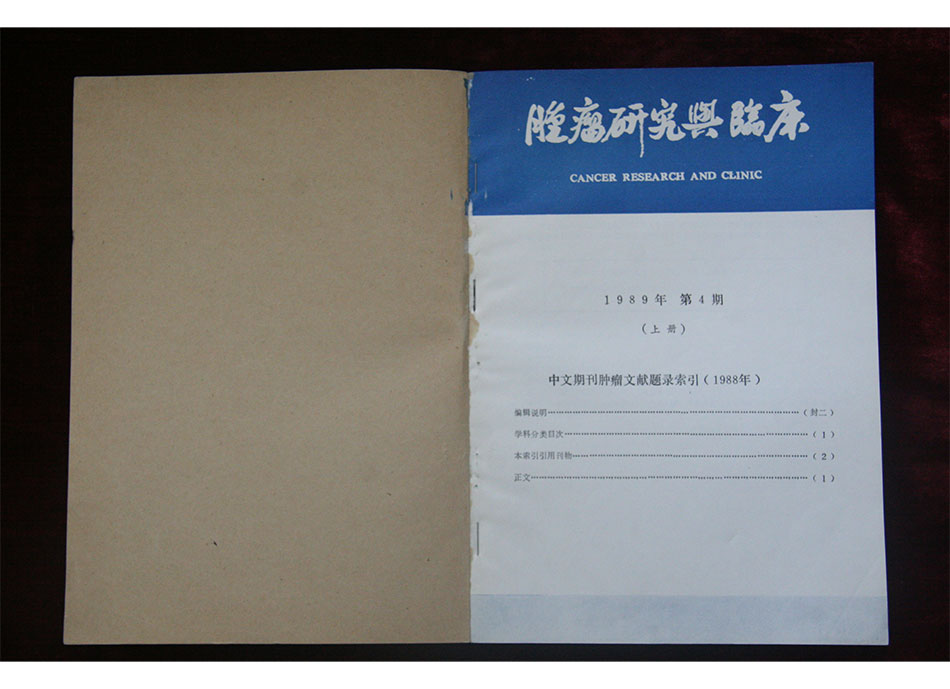 腫瘤研究與臨床
CANCER RESEARCH AND CLINIC
1989年 第4期
(上册)
中文期刊肿瘤文献题录索引(1988年)
编辑说明……(封二)
学科分类目次……(1)
本索引引用刊物……(2)
正文……(1)